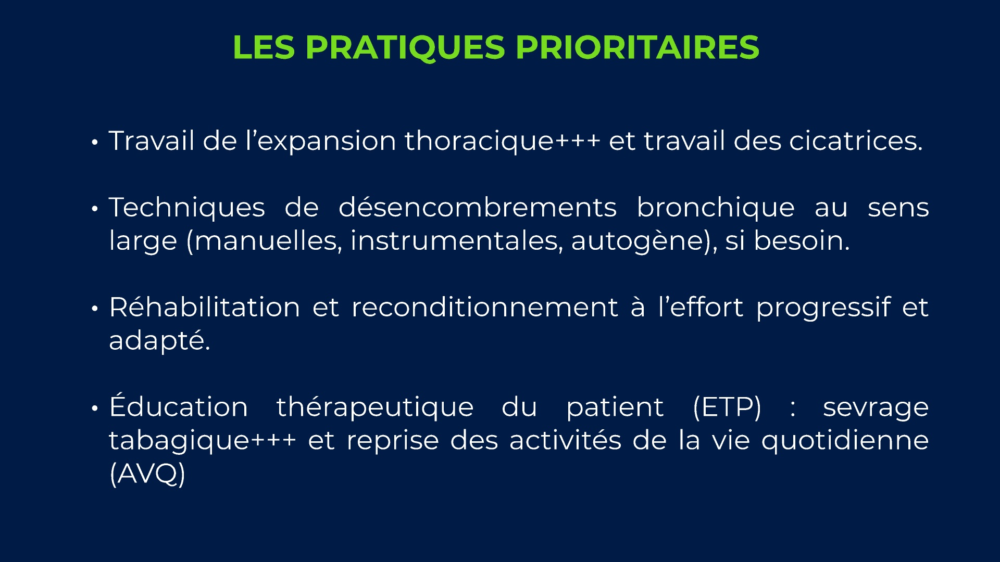 LES PRATIQUES PRIORITAIRES
• Travail de l’expansion thoracique+++ et travail des cicatrices.
• Techniques de désencombrements bronchique au sens
large (manuelles, instrumentales, autogène), si besoin.
• Réhabilitation et reconditionnement à l’effort progressif et
adapté.
• Éducation thérapeutique du patient (ETP) : sevrage
tabagique+++ et reprise des activités de la vie quotidienne
(AVQ)